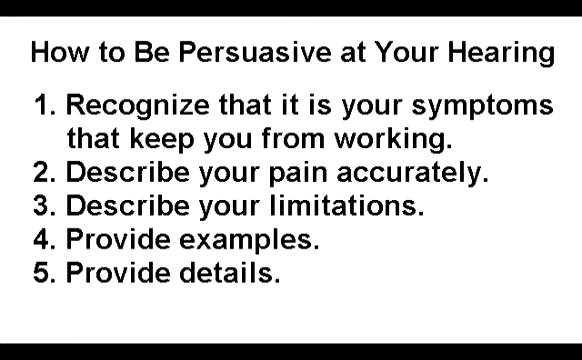 How to Be Persuasive at Your Hearing
1. Recognize that it is your symptoms
that keep you from working.
2. Describe your pain accurately.
3. Describe your limitations.
4. Provide examples.
5. Provide details.